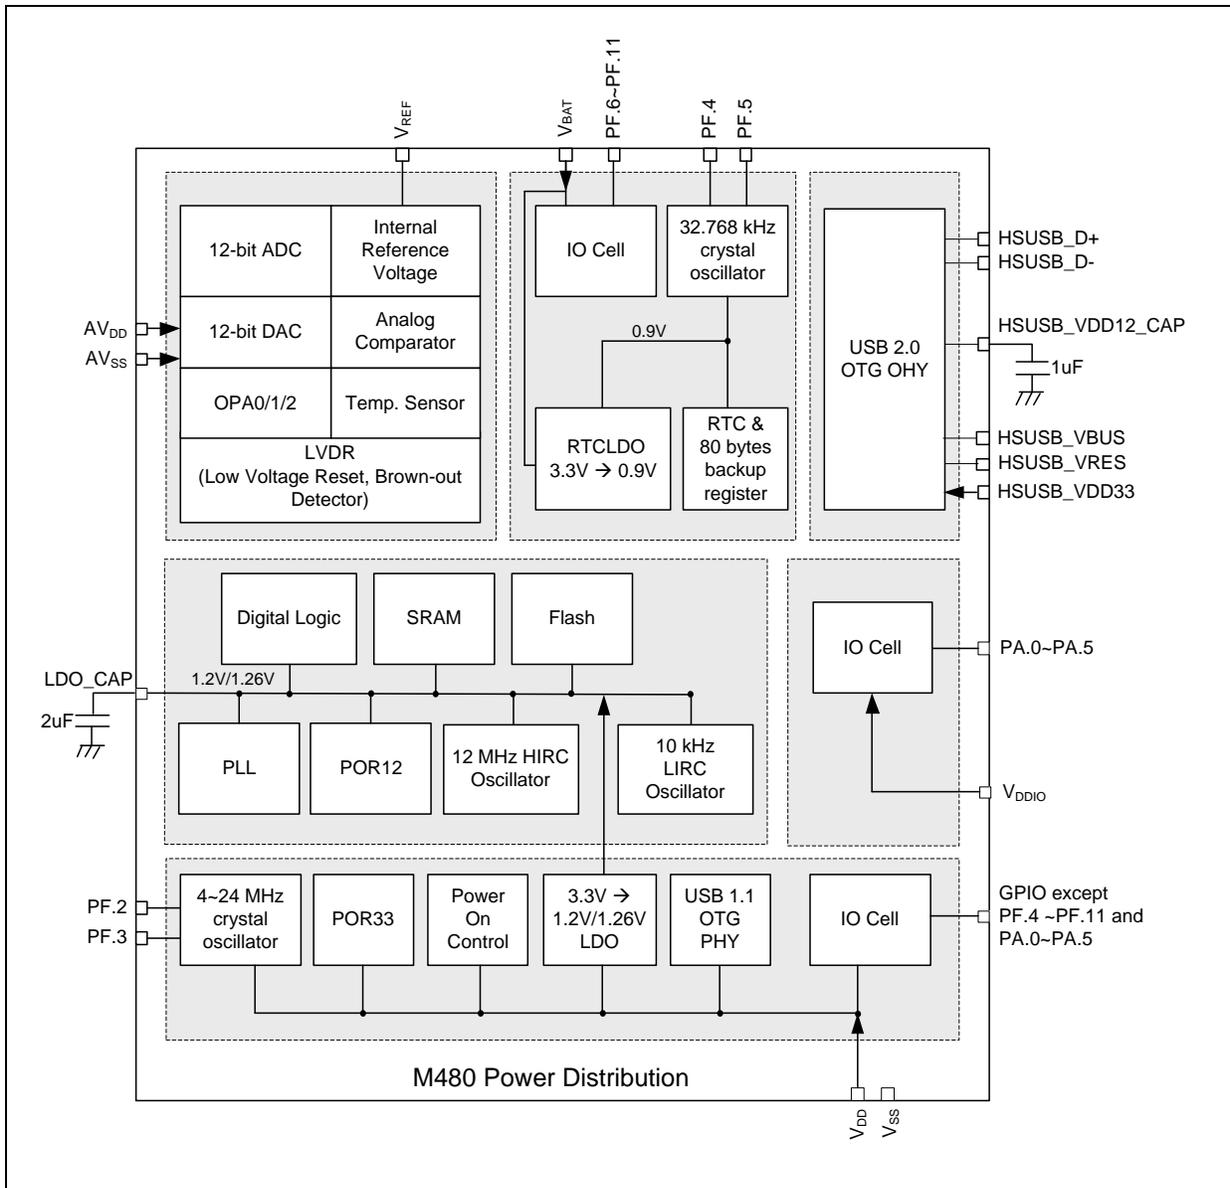 VREF
VBAT
PF.6~PF.11
PF.4
PF.5
12-bit ADC
Internal
Reference
Voltage
12-bit DAC
Analog
Comparator
OPA0/1/2
Temp. Sensor
LVDR
(Low Voltage Reset, Brown-out
Detector)
AVDD
AVSS
IO Cell
32.768 kHz
crystal
oscillator
0.9V
RTCLDO
3.3V → 0.9V
RTC &
80 bytes
backup
register
USB 2.0
OTG OHY
HSUSB_D+
HSUSB_D-
HSUSB_VDD12_CAP
1uF
HSUSB_VBUS
HSUSB_VRES
HSUSB_VDD33
Digital Logic
SRAM
Flash
LDO_CAP
1.2V/1.26V
2uF
PLL
POR12
12 MHz HIRC
Oscillator
10 kHz
LIRC
Oscillator
IO Cell
PA.0~PA.5
VDDIO
PF.2
PF.3
4~24 MHz
crystal
oscillator
POR33
Power
On
Control
3.3V →
1.2V/1.26V
LDO
USB 1.1
OTG
PHY
IO Cell
GPIO except
PF.4 ~PF.11 and
PA.0~PA.5
M480 Power Distribution
VDD
VSS